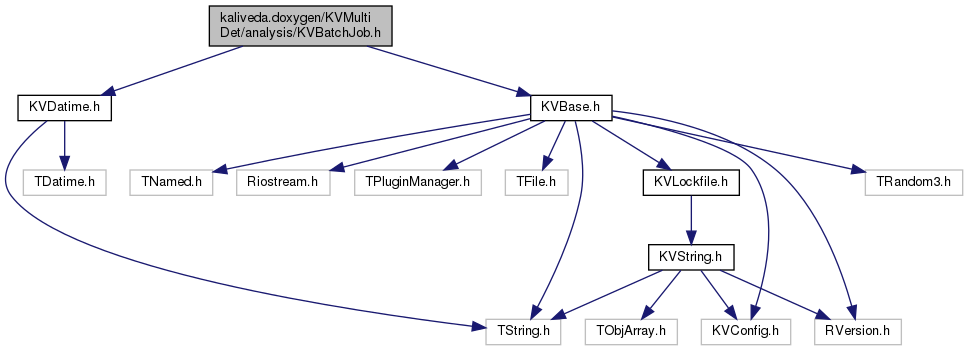 kaliveda.doxygen/KVMulti
Det/analysis/KVBatchJob.h
KVDatime.h
KVBase.h
TDatime.h
TNamed.h
Riostream.h
TPluginManager.h
TFile.h
KVLockfile.h
TRandom3.h
KVString.h
TString.h
TObjArray.h
KVConfig.h
RVersion.h